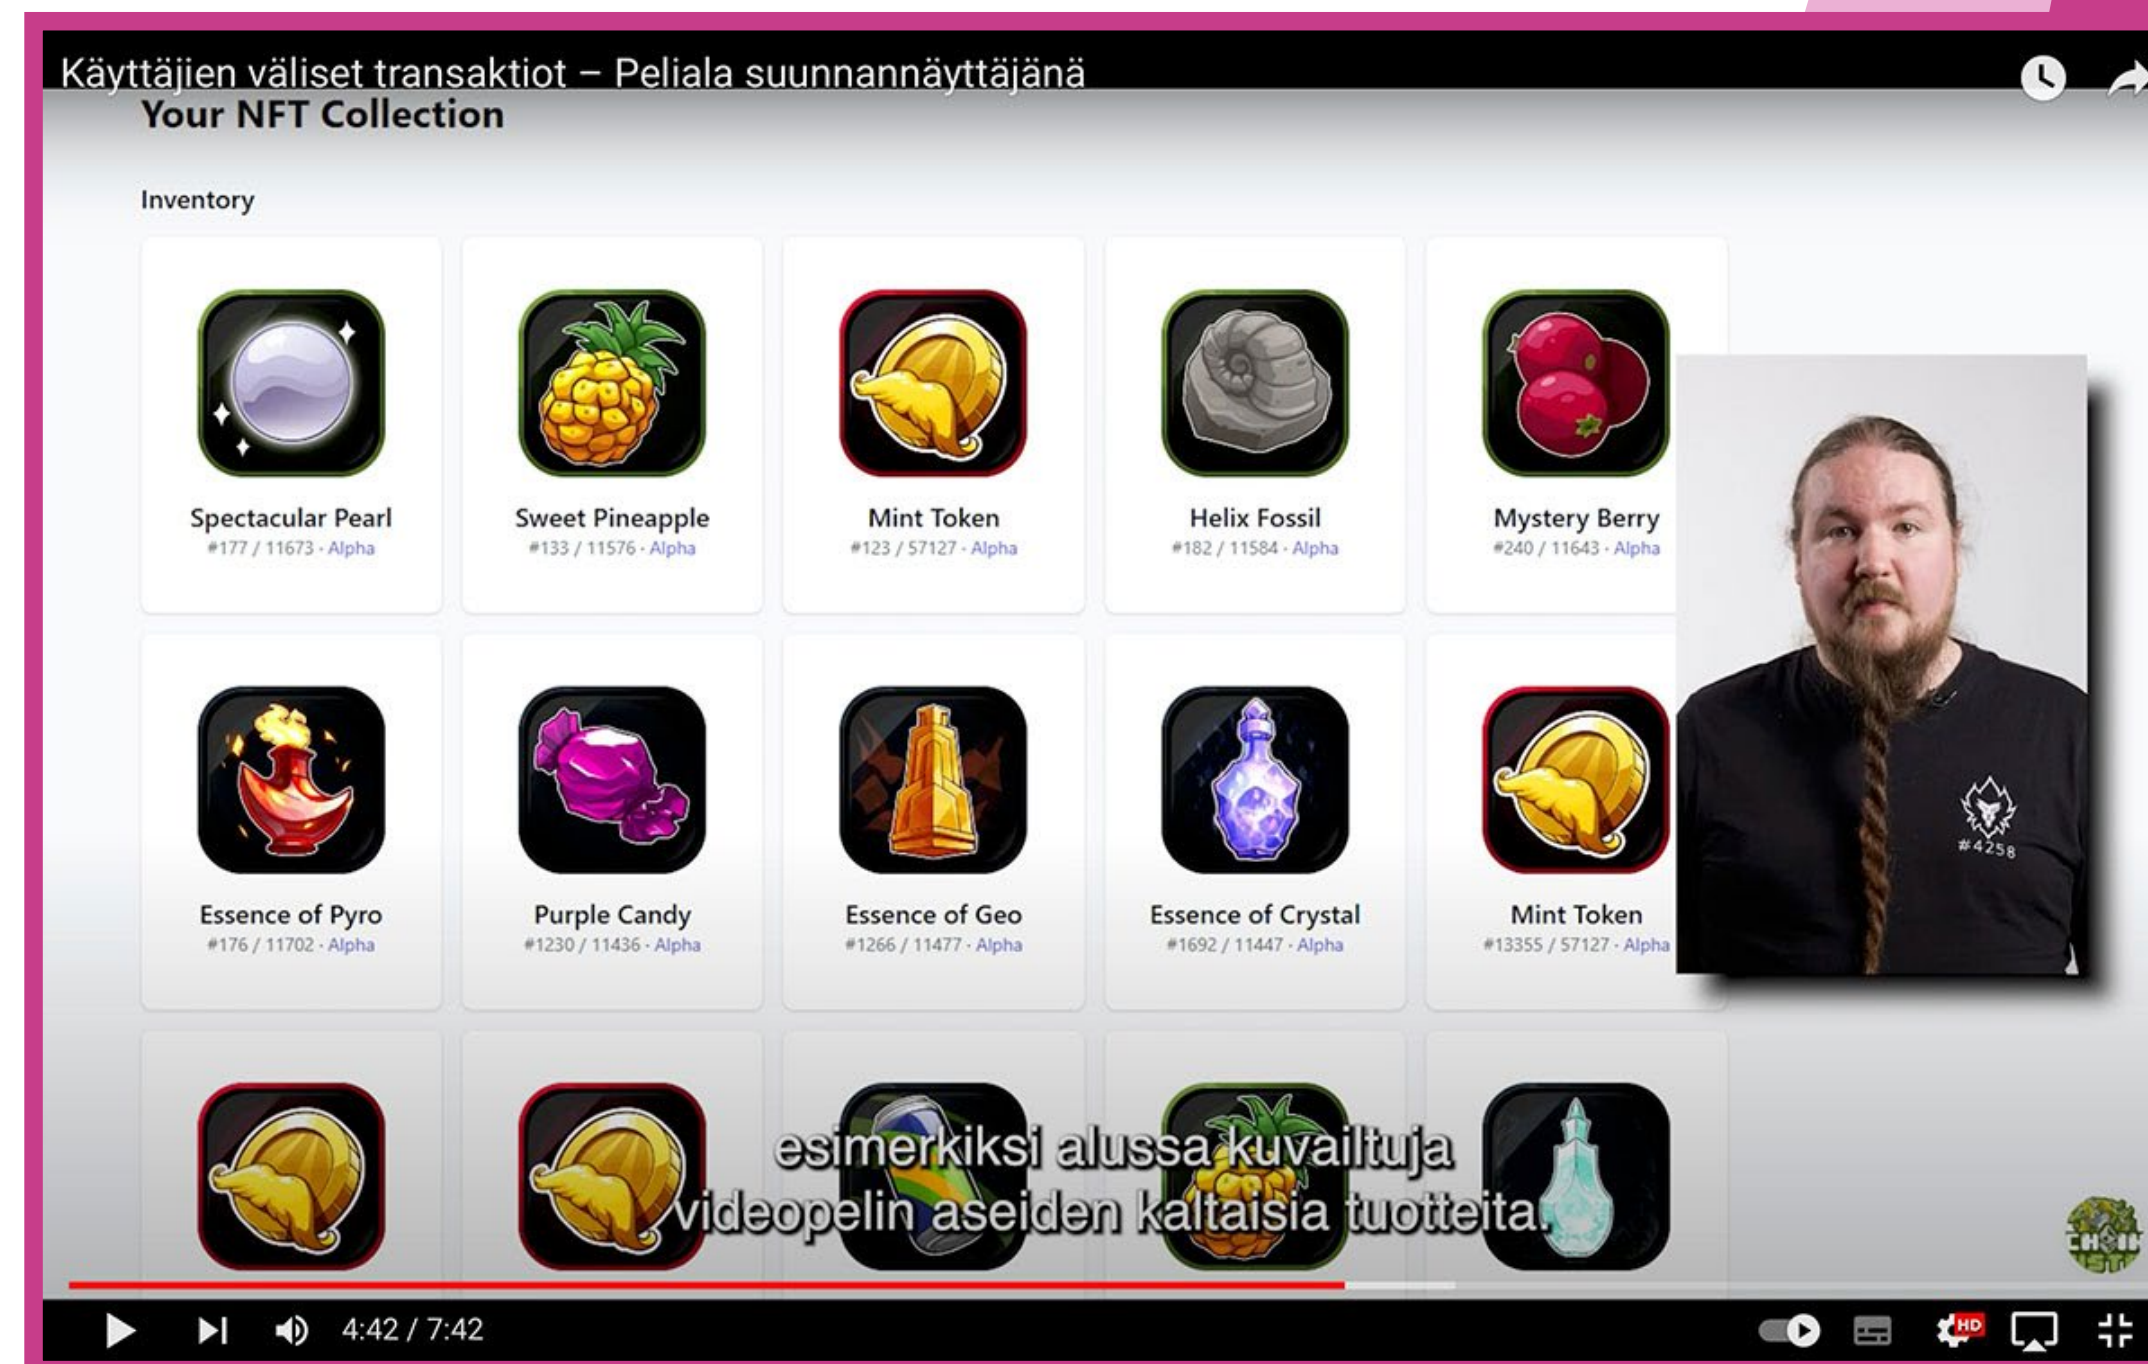 Käyttäjien väliset transaktiot – Peliala suunnannäyttäjänä
Your NFT Collection
Inventory
Spectacular Pearl
#177 / 11673 · Alpha
Sweet Pineapple
#133 / 11576 · Alpha
Mint Token
#123 / 57127 · Alpha
Helix Fossil
#182 / 11584 · Alpha
Mystery Berry
#240 / 11643 · Alpha
#4258
Essence of Pyro
#176 / 11702 · Alpha
Purple Candy
#1230 / 11436 · Alpha
Essence of Geo
#1266 / 11477 · Alpha
Essence of Crystal
#1692 / 11447 · Alpha
Mint Token
#13355 / 57127 · Alpha
esimerkiksi alussa kuvailtuja
videopelin aseiden kaltaisia tuotteita.
4:42 / 7:42
HD